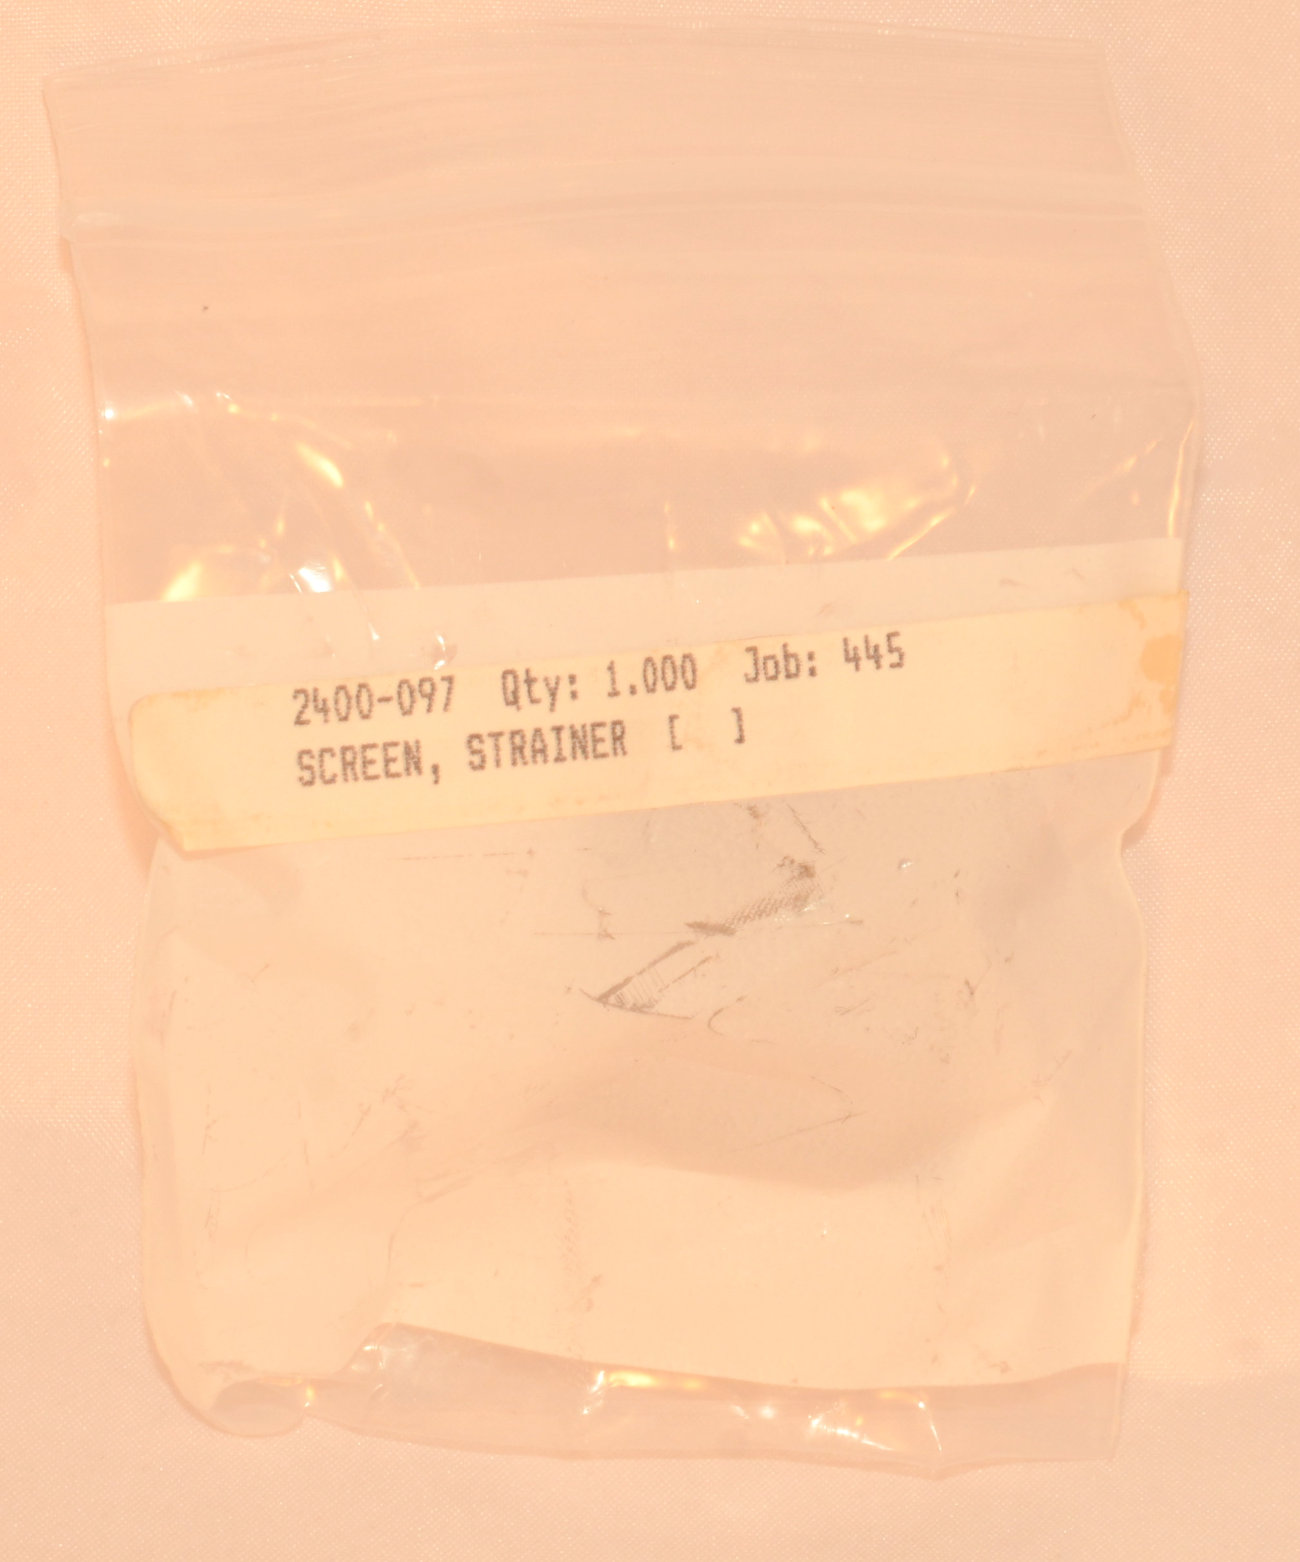 2400-097 Qty: 1.000 Job: 445
SCREEN, STRAINER [ ]